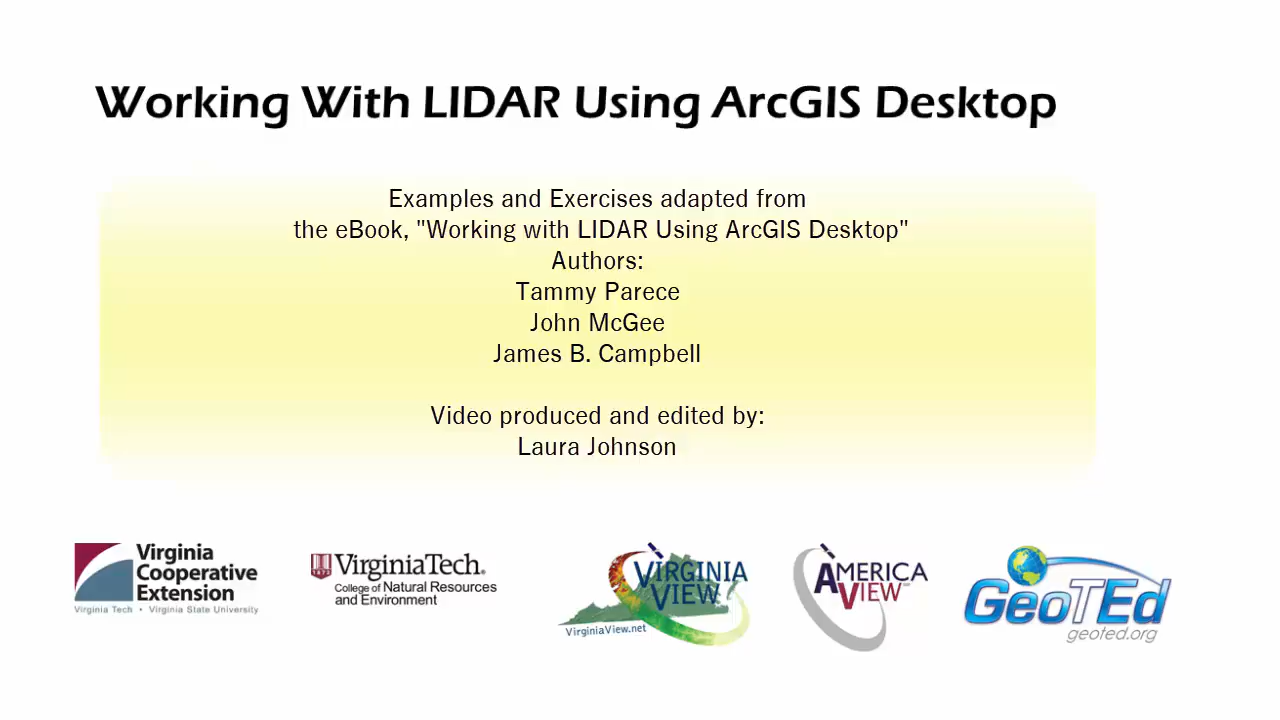 Working With LIDAR Using ArcGIS Desktop
Examples and Exercises adapted from
the eBook, "Working with LIDAR Using ArcGIS Desktop"
Authors:
Tammy Parece
John McGee
James B. Campbell
Video produced and edited by:
Laura Johnson
Virginia
Cooperative
Extension
Virginia Tech • Virginia State University
1872
VirginiaTech®
College of Natural Resources
and Environment
VIRGINIA
VIEW
VirginiaView.net
AMERICA
VIEW
GeoTEd
geoted.org